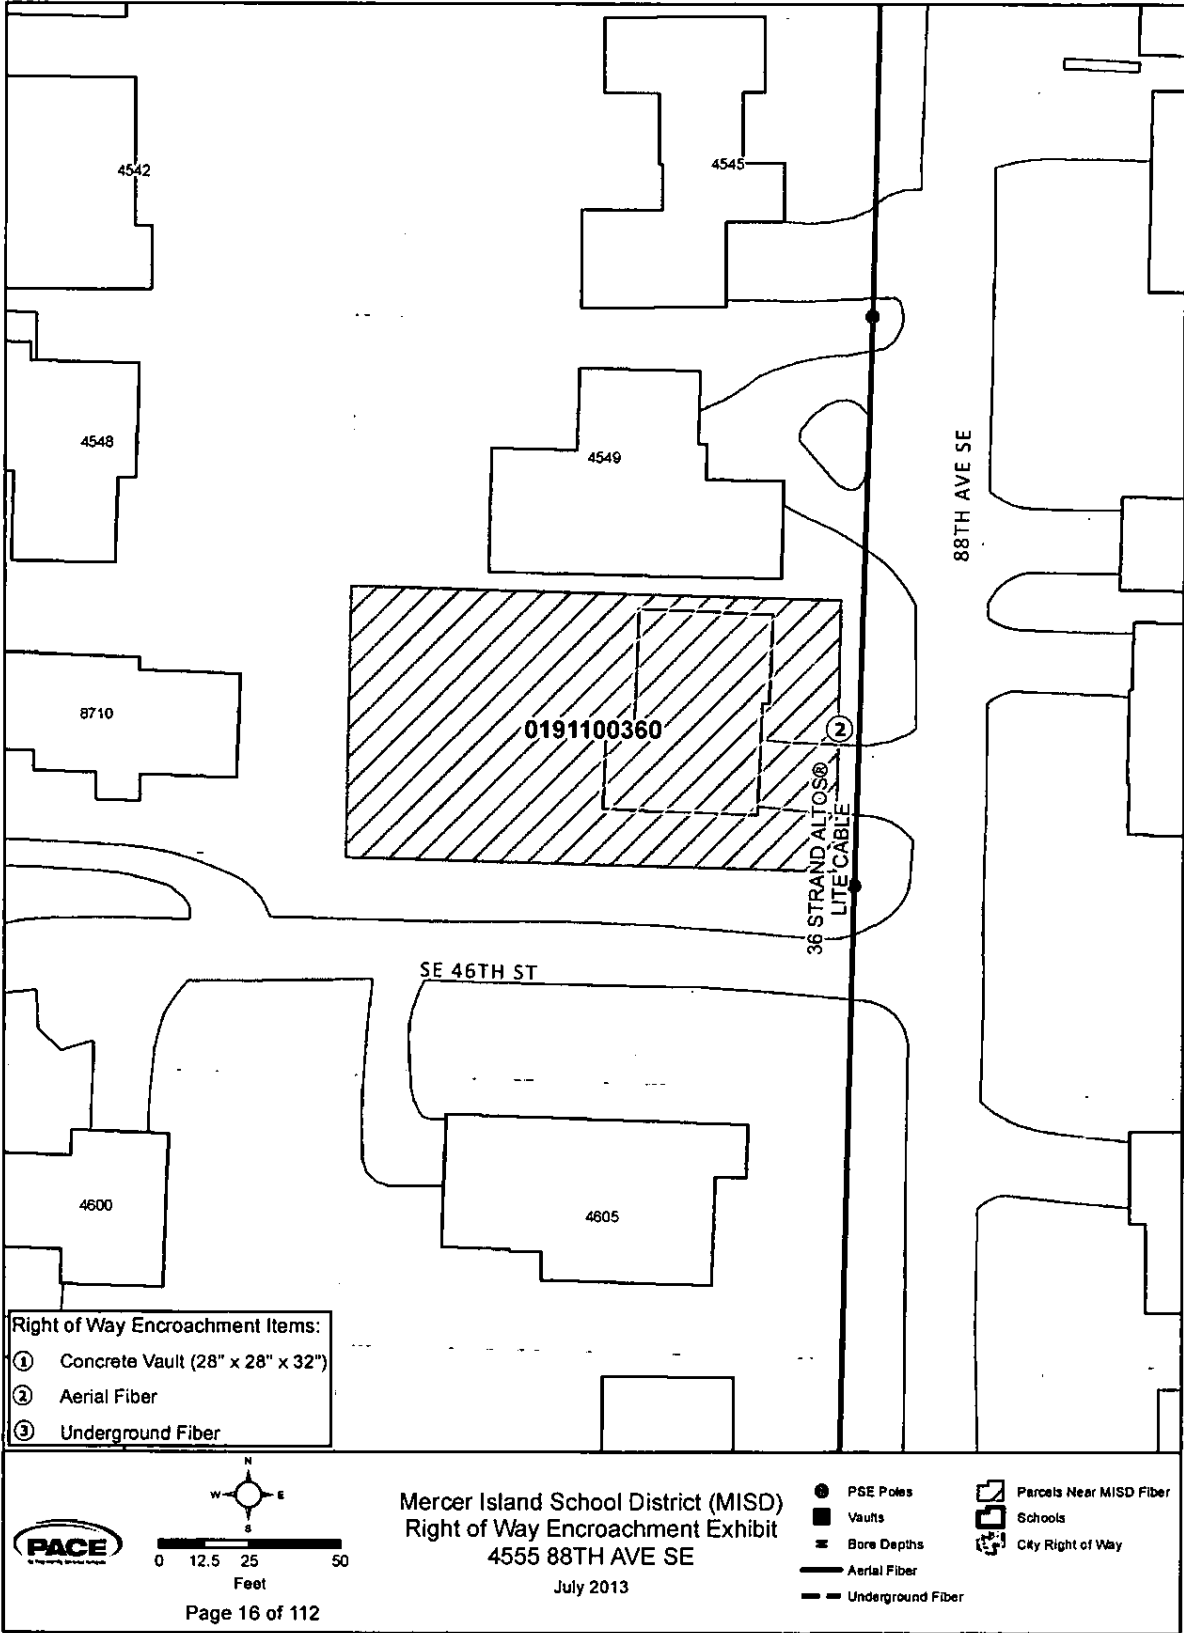 4542
4545
4548
4549
88TH AVE SE
8710
0191100360
2
36 STRAND ALTOS®
LITE CABLE
SE 46TH ST
4600
4605
Right of Way Encroachment Items:
1 Concrete Vault (28" x 28" x 32")
2 Aerial Fiber
3 Underground Fiber
PACE
N
W E
S
0 12.5 25 50
Feet
Page 16 of 112
Mercer Island School District (MISD)
Right of Way Encroachment Exhibit
4555 88TH AVE SE
July 2013
PSE Poles
Vaults
Bore Depths
Aerial Fiber
Underground Fiber
Parcels Near MISD Fiber
Schools
City Right of Way